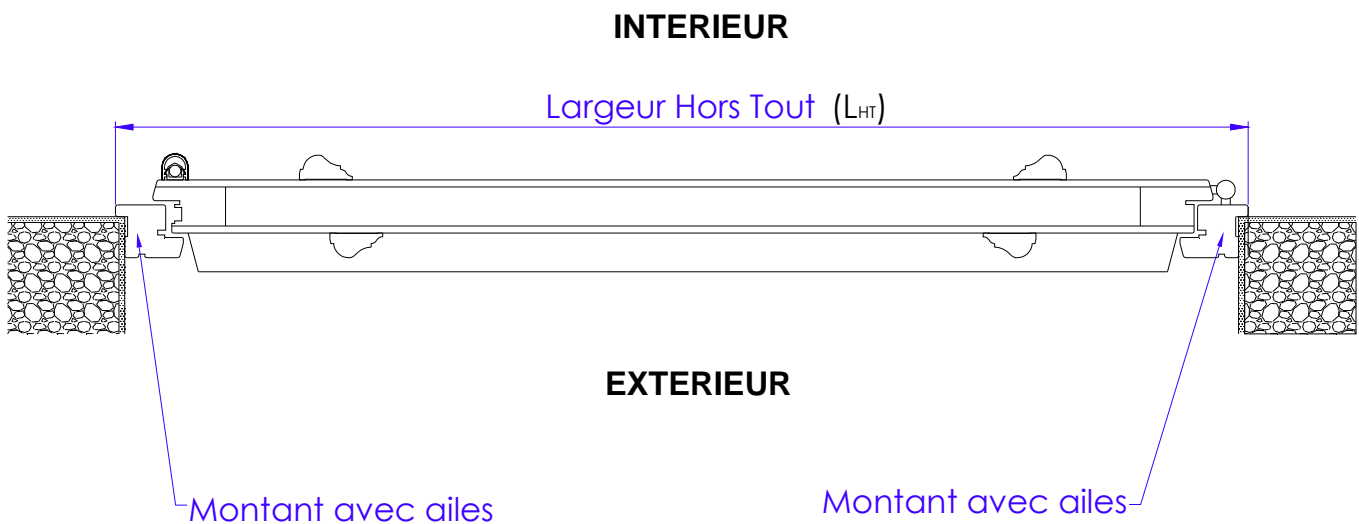 INTERIEUR
Largeur Hors Tout (LHT)
EXTERIEUR
Montant avec ailes
Montant avec ailes